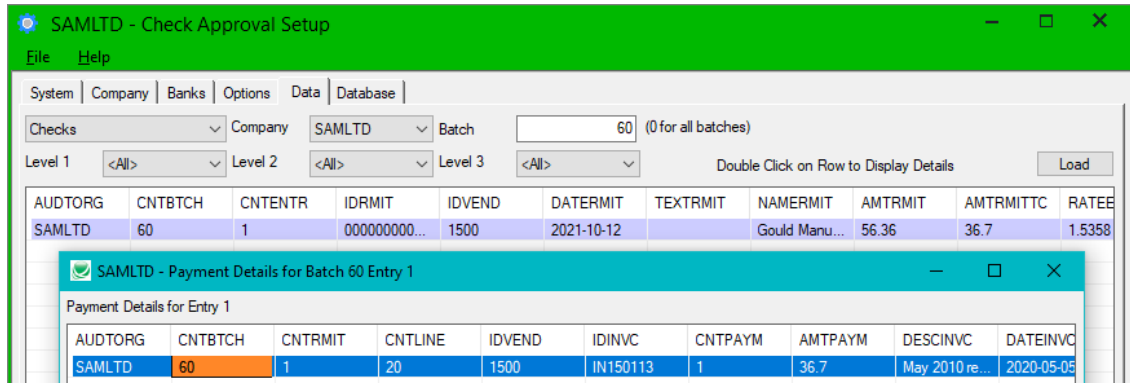 SAMLTD - Check Approval Setup
File Help
System Company Banks Options Data Database
Checks Company SAMLTD Batch 60 (0 for all batches)
Level 1 <All> Level 2 <All> Level 3 <All> Double Click on Row to Display Details Load
AUDTORG CNTBTCH CNTENTR IDRMIT IDVEND DATERMIT TEXTRMIT NAMERMIT AMTRMIT AMTRMITTC RATEE
SAMLTD 60 1 000000000... 1500 2021-10-12 Gould Manu... 56.36 36.7 1.5358
SAMLTD - Payment Details for Batch 60 Entry 1
Payment Details for Entry 1
AUDTORG CNTBTCH CNTRMIT CNTLINE IDVEND IDINVC CNTPAYM AMTPAYM DESCINVC DATEINVC
SAMLTD 60 1 20 1500 IN150113 1 36.7 May 2010 re... 2020-05-05